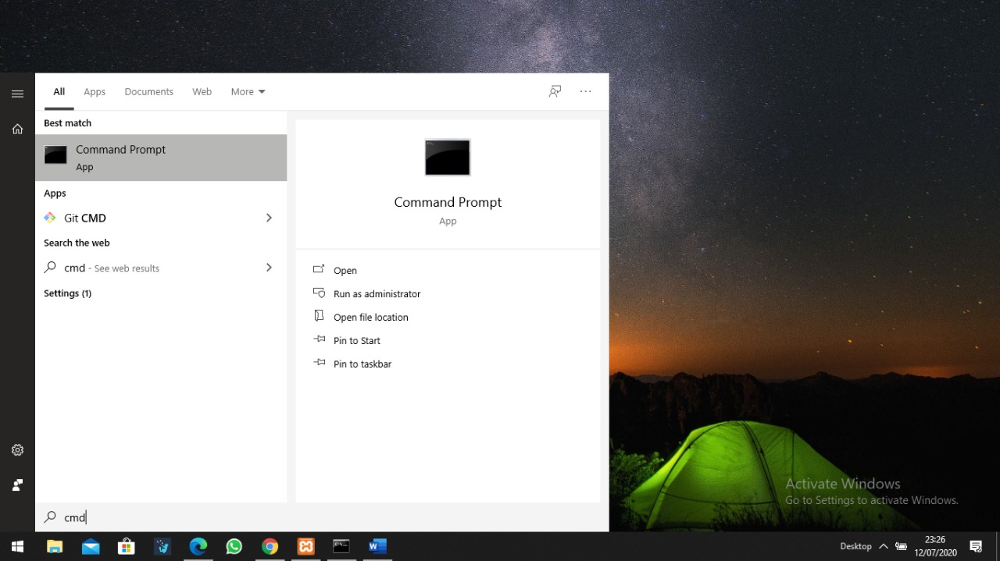 All Apps Documents Web More
Best match
Command Prompt
App
Apps
Git CMD
Search the web
cmd - See web results
Settings (1)
Command Prompt
App
Open
Run as administrator
Open file location
Pin to Start
Pin to taskbar
cmd
Activate Windows
Go to Settings to activate Windows.
Desktop
23:26
12/07/2020